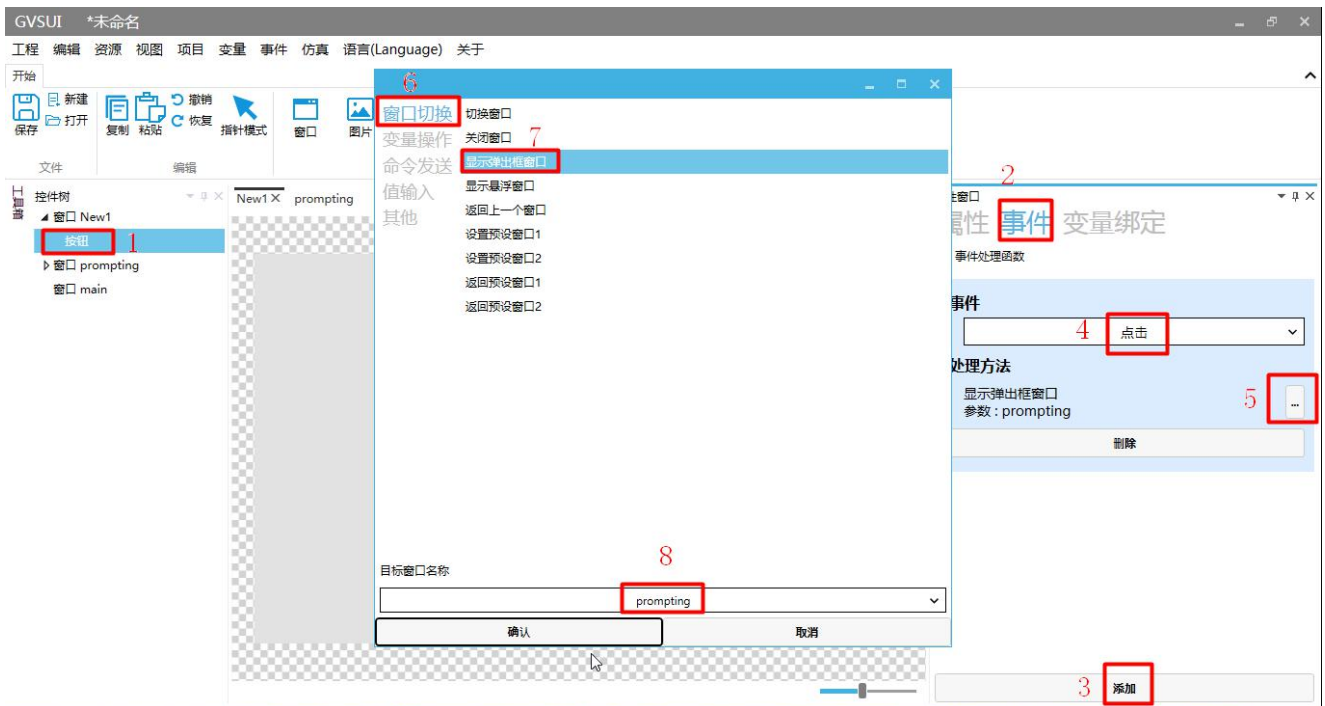 GVSUI *未命名
工程 编辑 资源 视图 项目 变量 事件 仿真 语言(Language) 关于
开始
保存
新建
打开
复制
粘贴
撤销
恢复
指针模式
窗口
图片
文件
编辑
工具箱
控件树
窗口 New1
按钮
1
窗口 prompting
窗口 main
New1
prompting
6
窗口切换
变量操作
命令发送
值输入
其他
切换窗口
关闭窗口
7
显示弹出框窗口
显示悬浮窗口
返回上一个窗口
设置预设窗口1
设置预设窗口2
返回预设窗口1
返回预设窗口2
目标窗口名称
8
prompting
确认
取消
2
窗口
性 事件 变量绑定
事件处理函数
事件
4
点击
处理方法
显示弹出框窗口
参数 : prompting
5
...
删除
3
添加